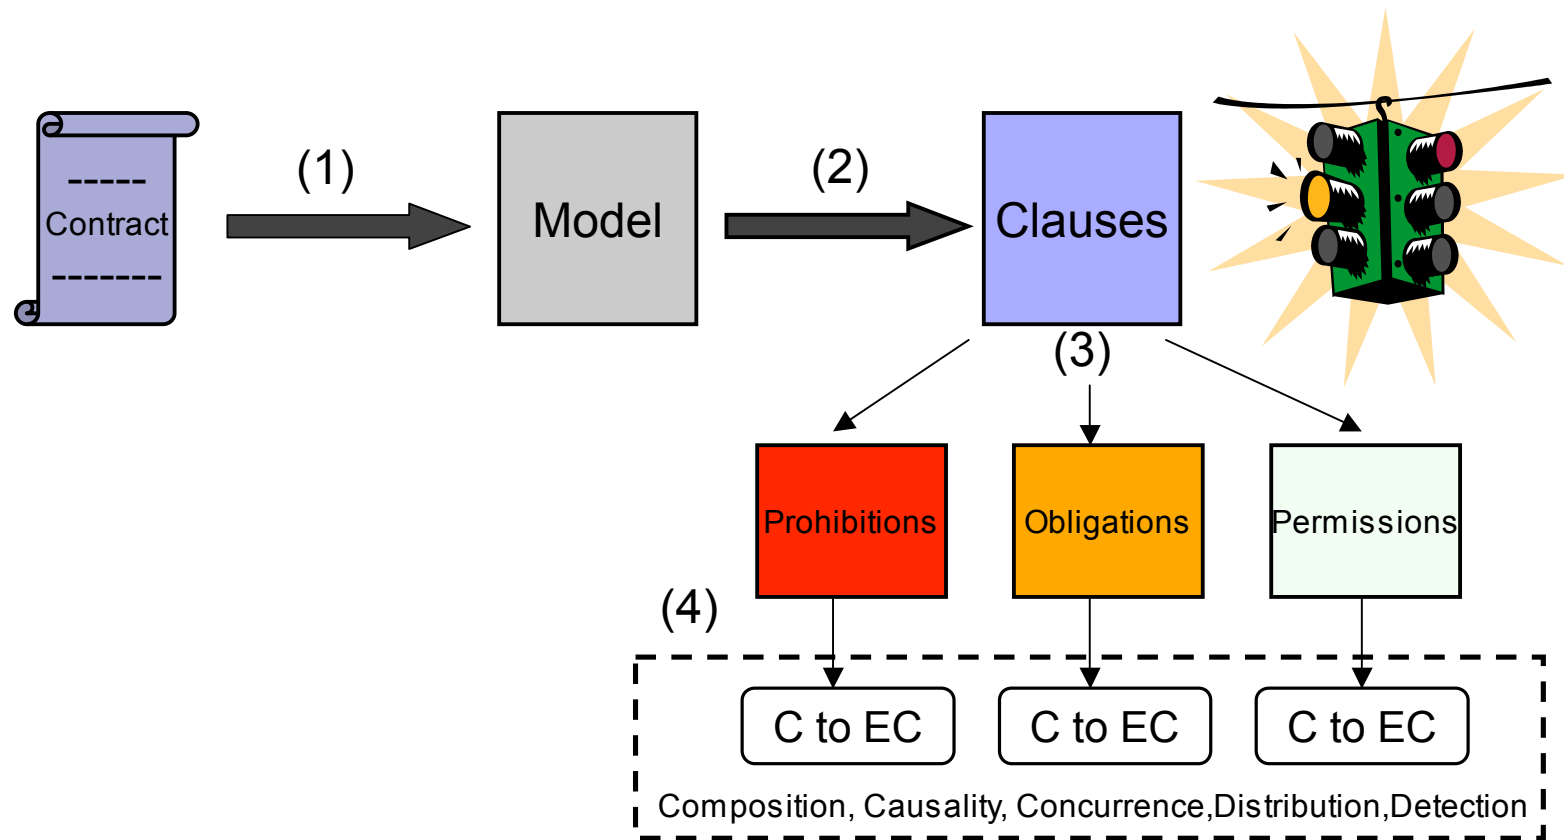 (1)
(2)
-----
Contract
-------
Model
Clauses
(3)
Prohibitions
Obligations
Permissions
(4)
C to EC
C to EC
C to EC
Composition, Causality, Concurrence,Distribution,Detection